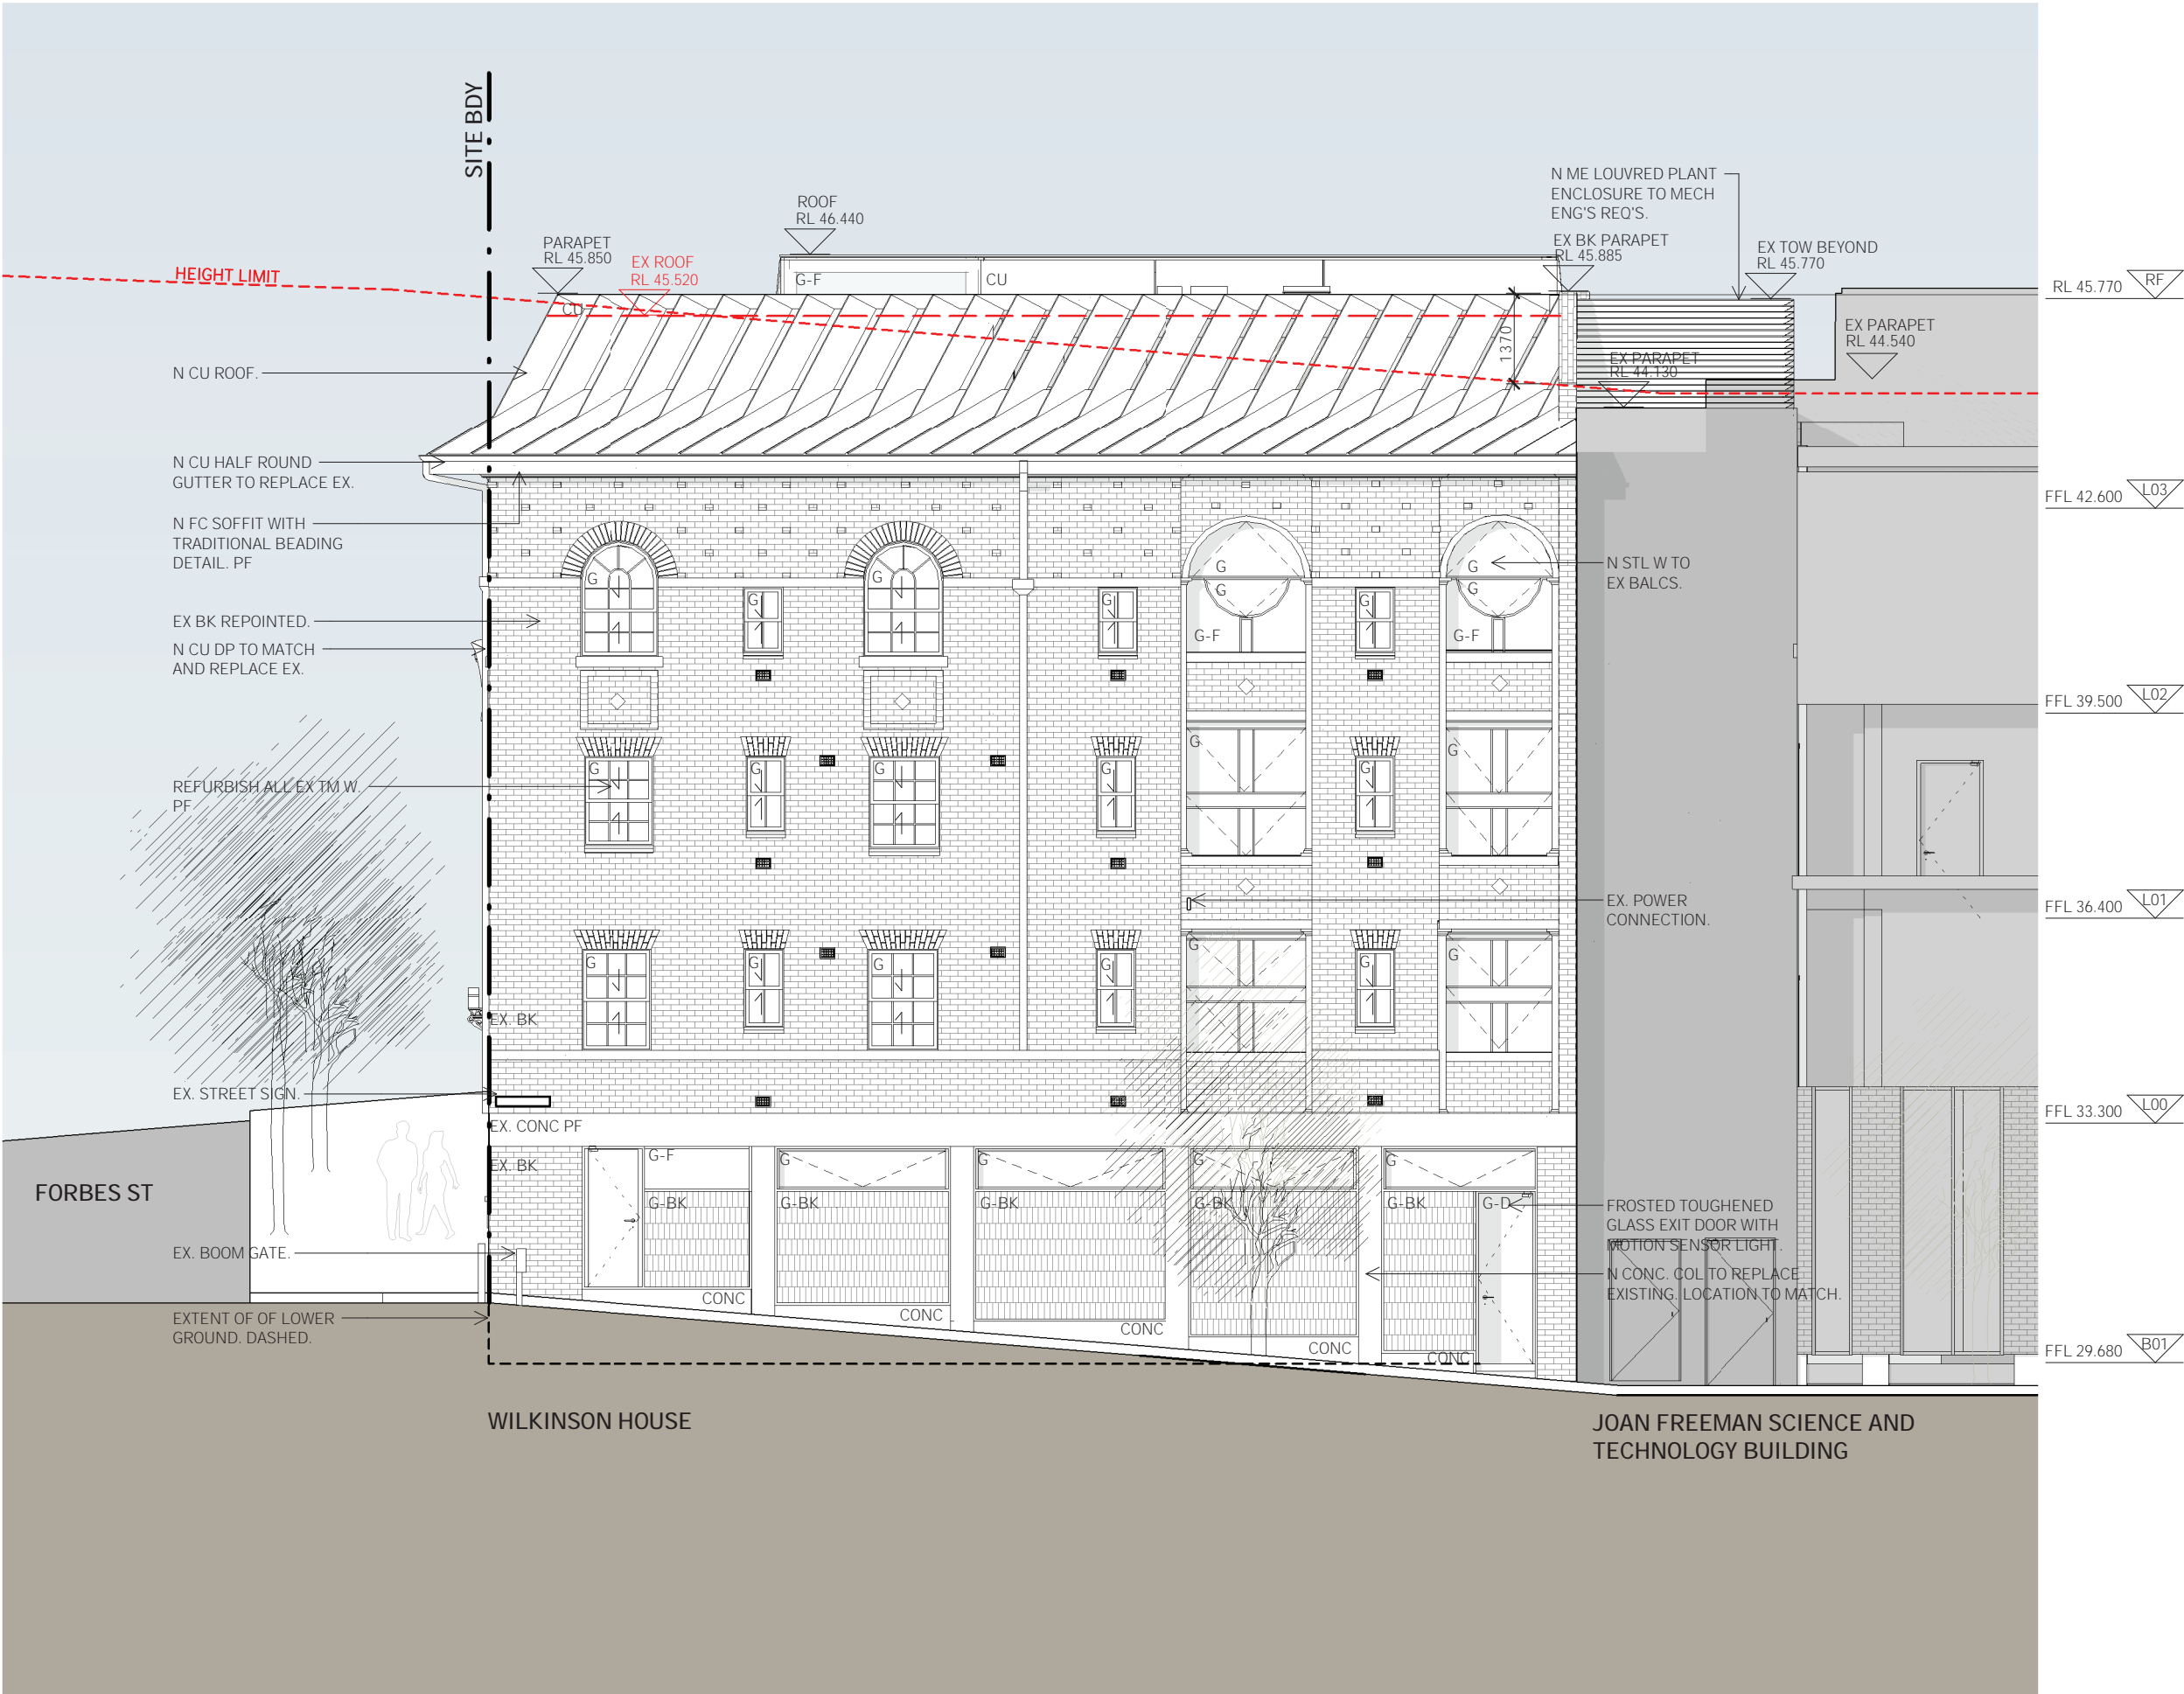 SITE BDY
HEIGHT LIMIT
PARAPET
RL 45.850
EX ROOF
RL 45.520
ROOF
RL 46.440
G-F
CU
CU
N ME LOUVRED PLANT
ENCLOSURE TO MECH
ENG'S REQ'S.
EX BK PARAPET
RL 45.885
EX TOW BEYOND
RL 45.770
EX PARAPET
RL 44.540
1370
EX PARAPET
RL 44.130
RL 45.770
RF
FFL 42.600
L03
FFL 39.500
L02
FFL 36.400
L01
FFL 33.300
L00
FFL 29.680
B01
N CU ROOF.
N CU HALF ROUND
GUTTER TO REPLACE EX.
N FC SOFFIT WITH
TRADITIONAL BEADING
DETAIL. PF
EX BK REPOINTED.
N CU DP TO MATCH
AND REPLACE EX.
REFURBISH ALL EX TM W.
PF
EX. STREET SIGN.
FORBES ST
EX. BOOM GATE.
EXTENT OF OF LOWER
GROUND. DASHED.
G
G
G
G
G
G
G
G
G
G-F
G-F
G
G
G
G
G
G
G
G
G
G
G
G
G
G
EX. BK
EX. CONC PF
EX. BK
G-F
G
G
G
G
G-BK
G-BK
G-BK
G-BK
G-BK
G-D
CONC
CONC
CONC
CONC
CONC
N STL W TO
EX BALCS.
EX. POWER
CONNECTION.
FROSTED TOUGHENED
GLASS EXIT DOOR WITH
MOTION SENSOR LIGHT.
N CONC. COL TO REPLACE
EXISTING. LOCATION TO MATCH.
WILKINSON HOUSE
JOAN FREEMAN SCIENCE AND
TECHNOLOGY BUILDING